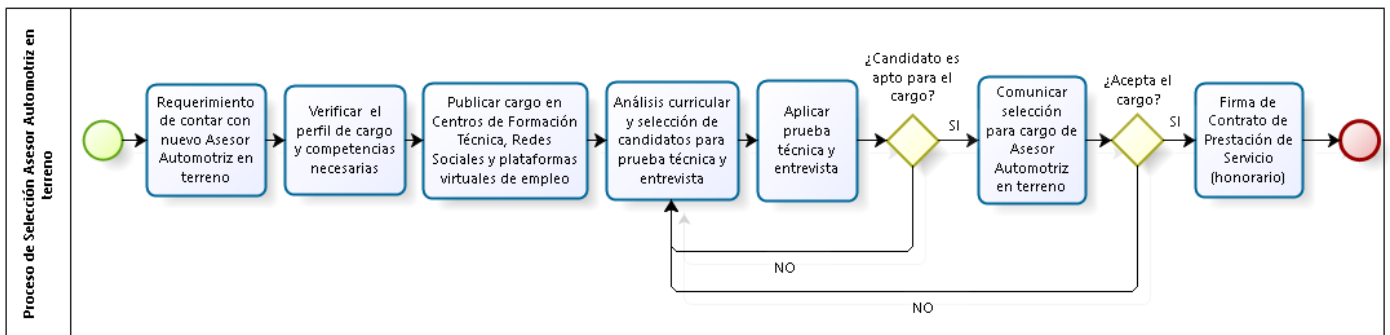 Proceso de Selección Asesor Automotriz en
terreno
Requerimiento
de contar con
nuevo Asesor
Automotriz en
terreno
Verificar el
perfil de cargo
y competencias
necesarias
Publicar cargo en
Centros de Formación
Técnica, Redes
Sociales y plataformas
virtuales de empleo
Análisis curricular
y selección de
candidatos para
prueba técnica y
entrevista
Aplicar
prueba
técnica y
entrevista
¿Candidato es
apto para el
cargo?
SI
NO
Comunicar
selección
para cargo de
Asesor
Automotriz
en terreno
¿Acepta el
cargo?
SI
NO
Firma de
Contrato de
Prestación de
Servicio
(honorario)